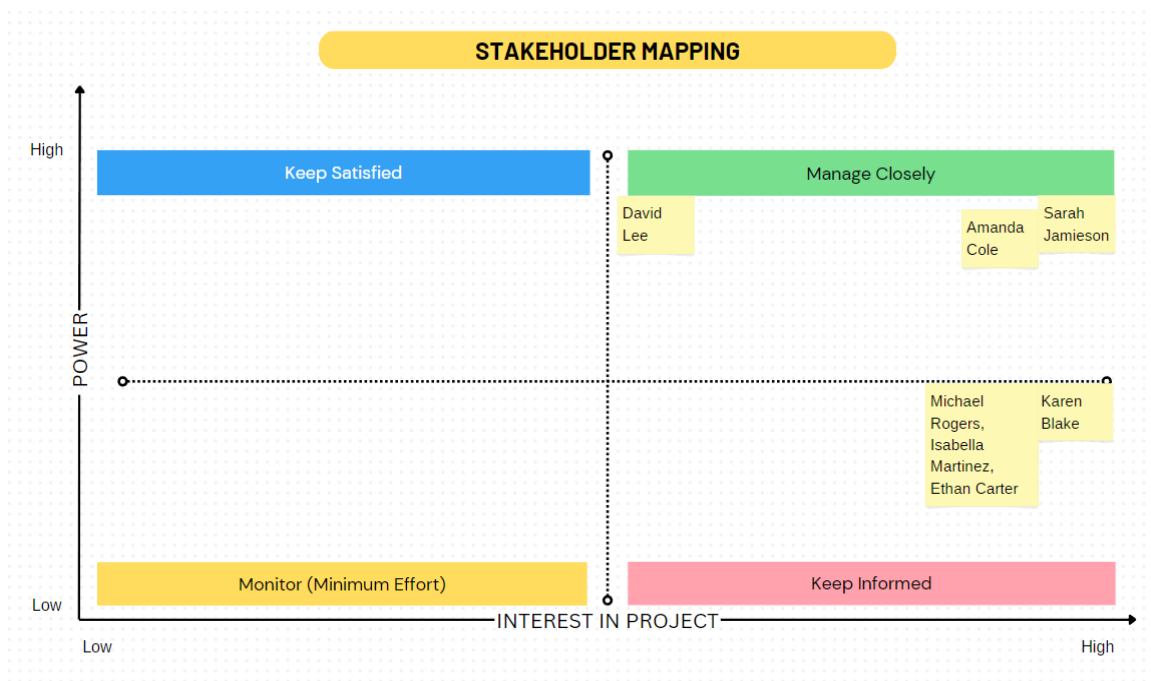 STAKEHOLDER MAPPING
High
Keep Satisfied
Manage Closely
David
Lee
Amanda
Cole
Sarah
Jamieson
POWER
Michael
Rogers,
Isabella
Martinez,
Ethan Carter
Karen
Blake
Monitor (Minimum Effort)
Keep Informed
Low
INTEREST IN PROJECT
Low
High